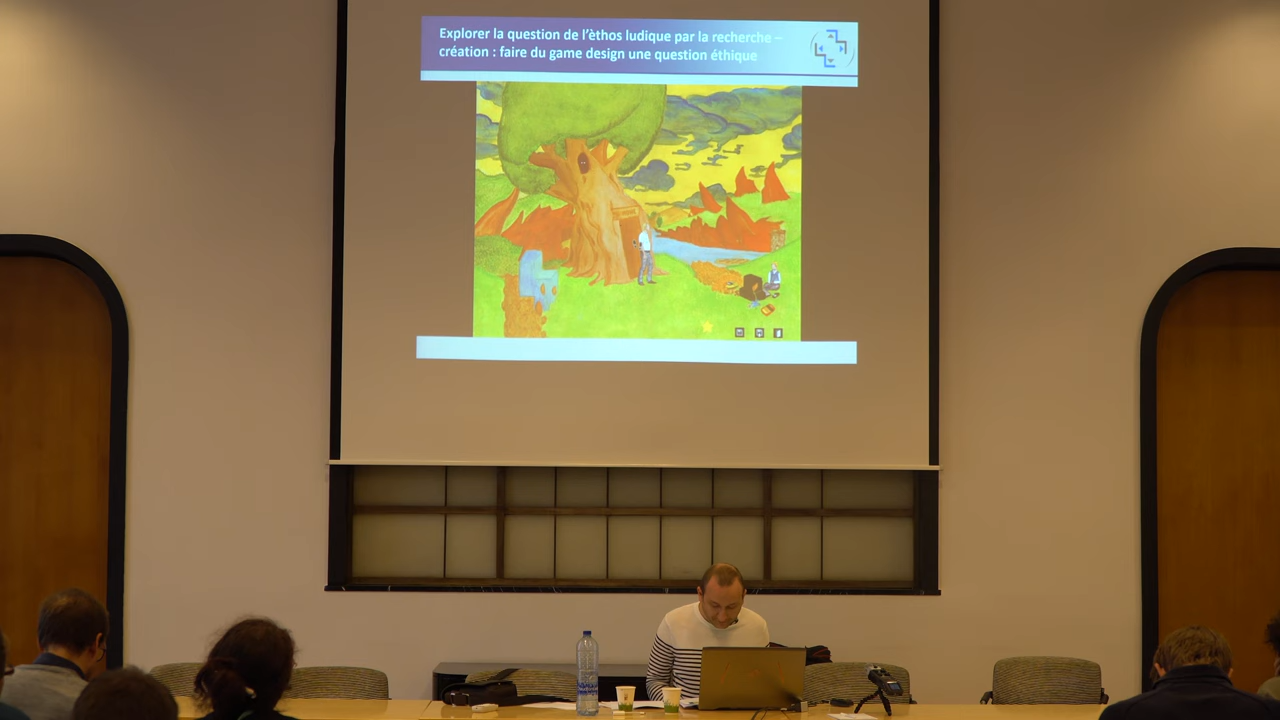 Explorer la question de l'èthos ludique par la recherche –
création : faire du game design une question éthique